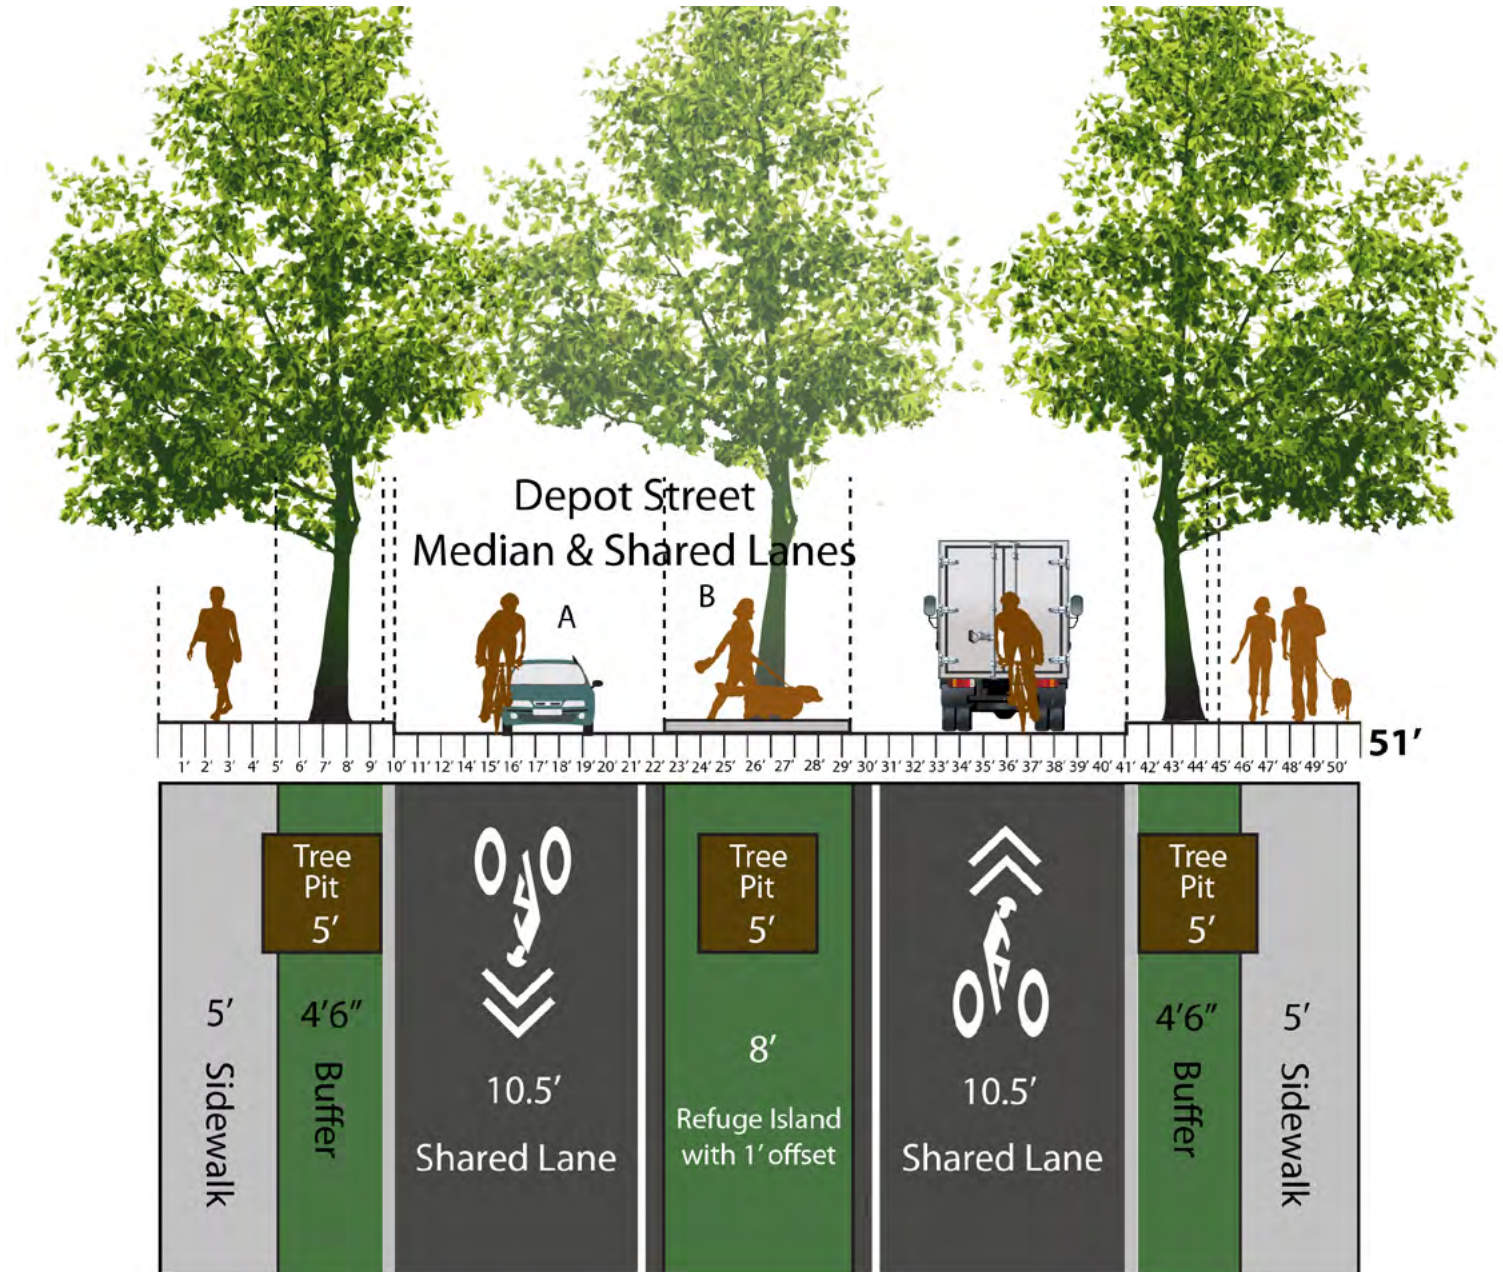 Depot Street
Median & Shared Lanes
A
B
51′
1′ 2′ 3′ 4′ 5′ 6′ 7′ 8′ 9′ 10′ 11′ 12′ 14′ 15′ 16′ 17′ 18′ 19′ 20′ 21′ 22′ 23′ 24′ 25′ 26′ 27′ 28′ 29′ 30′ 31′ 32′ 33′ 34′ 35′ 36′ 37′ 38′ 39′ 40′ 41′ 42′ 43′ 44′ 45′ 46′ 47′ 48′ 49′ 50′
Tree
Pit
5′
Tree
Pit
5′
Tree
Pit
5′
5′
Sidewalk
4′6″
Buffer
10.5′
Shared Lane
8′
Refuge Island
with 1′ offset
10.5′
Shared Lane
4′6″
Buffer
5′
Sidewalk